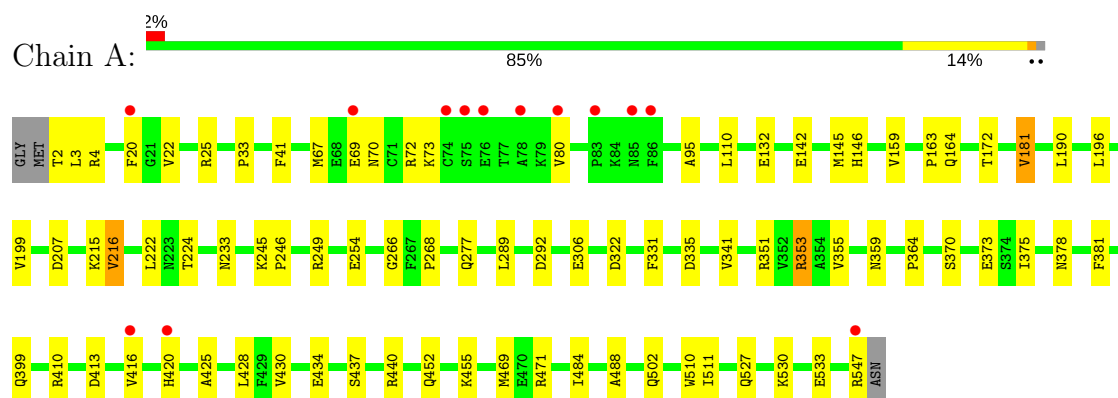 2%
Chain A:
85% 14% ••
GLY MET T2 L3 R4 F20 G21 V22 R25 P33 F41 M67 E68 E69 N70 C71 R72 K73 C74 S75 E76 T77 A78 K79 V80 P83 K84 N85 F86 A95 L110 E132 E142 M145 H146 V159 P163 Q164 T172 V181 L190 L196
V199 D207 K215 V216 L222 N223 T224 N233 K245 P246 R249 E254 G266 F267 P268 Q277 L289 D292 E306 D322 F331 D335 V341 R351 V352 R353 A354 V355 N359 P364 S370 E373 S374 I375 N378 F381
Q399 R410 D413 V416 H420 A425 L428 F429 V430 E434 S437 R440 Q452 K455 M469 E470 R471 I484 A488 Q502 W510 I511 Q527 K530 E533 R547 ASN